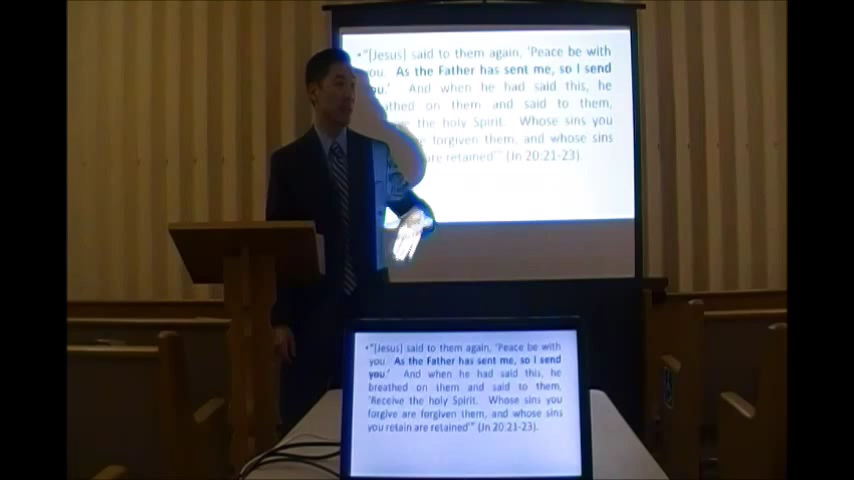 • "[Jesus] said to them again, 'Peace be with
you. As the Father has sent me, so I send
ou.' And when he had said this, he
athed on them and said to them,
e the holy Spirit. Whose sins you
e forgiven them, and whose sins
are retained'" (Jn 20:21-23).
• "[Jesus] said to them again, 'Peace be with
you. As the Father has sent me, so I send
you.' And when he had said this, he
breathed on them and said to them,
'Receive the holy Spirit. Whose sins you
forgive are forgiven them, and whose sins
you retain are retained'" (Jn 20:21-23).